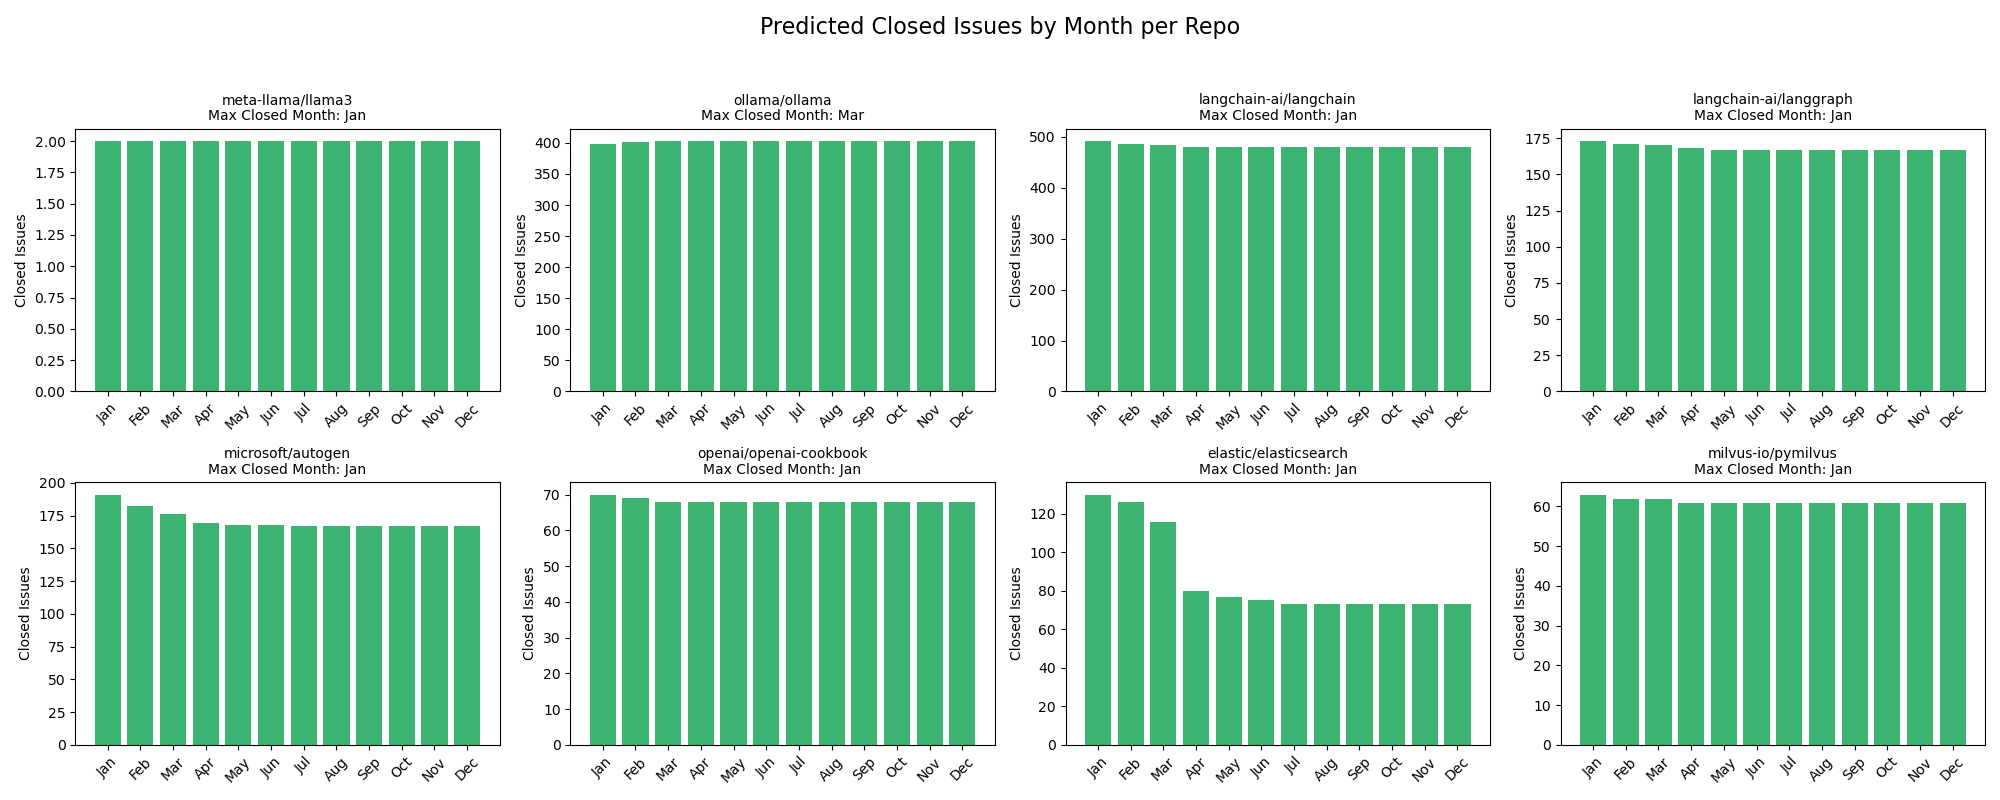 Predicted Closed Issues by Month per Repo
meta-llama/llama3
Max Closed Month: Jan
Closed Issues
2.00
1.75
1.50
1.25
1.00
0.75
0.50
0.25
0.00
Jan Feb Mar Apr May Jun Jul Aug Sep Oct Nov Dec
ollama/ollama
Max Closed Month: Mar
Closed Issues
400
350
300
250
200
150
100
50
0
Jan Feb Mar Apr May Jun Jul Aug Sep Oct Nov Dec
langchain-ai/langchain
Max Closed Month: Jan
Closed Issues
500
400
300
200
100
0
Jan Feb Mar Apr May Jun Jul Aug Sep Oct Nov Dec
langchain-ai/langgraph
Max Closed Month: Jan
Closed Issues
175
150
125
100
75
50
25
0
Jan Feb Mar Apr May Jun Jul Aug Sep Oct Nov Dec
microsoft/autogen
Max Closed Month: Jan
Closed Issues
200
175
150
125
100
75
50
25
0
Jan Feb Mar Apr May Jun Jul Aug Sep Oct Nov Dec
openai/openai-cookbook
Max Closed Month: Jan
Closed Issues
70
60
50
40
30
20
10
0
Jan Feb Mar Apr May Jun Jul Aug Sep Oct Nov Dec
elastic/elasticsearch
Max Closed Month: Jan
Closed Issues
120
100
80
60
40
20
0
Jan Feb Mar Apr May Jun Jul Aug Sep Oct Nov Dec
milvus-io/pymilvus
Max Closed Month: Jan
Closed Issues
60
50
40
30
20
10
0
Jan Feb Mar Apr May Jun Jul Aug Sep Oct Nov Dec